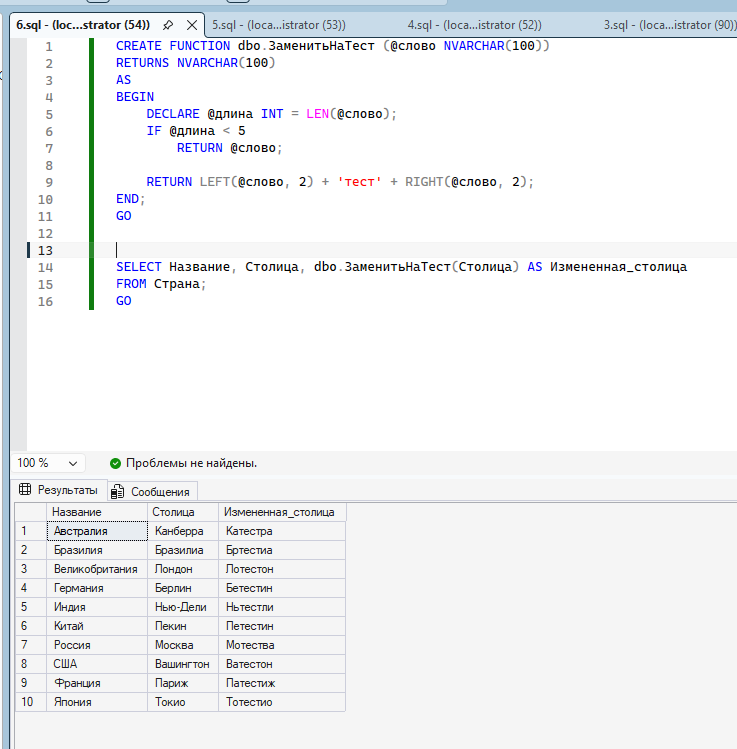 6.sql - (loc...strator (54))
5.sql - (loca...istrator (53))
4.sql - (loca...istrator (52))
3.sql - (loca...istrator (90))
1 CREATE FUNCTION dbo.ЗаменитьНаТест (@слово NVARCHAR(100))
2 RETURNS NVARCHAR(100)
3 AS
4 BEGIN
5 DECLARE @длина INT = LEN(@слово);
6 IF @длина < 5
7 RETURN @слово;
8
9 RETURN LEFT(@слово, 2) + 'тест' + RIGHT(@слово, 2);
10 END;
11 GO
12
13
14 SELECT Название, Столица, dbo.ЗаменитьНаТест(Столица) AS Измененная_столица
15 FROM Страна;
16 GO
100 % Проблемы не найдены.
Результаты Сообщения
Название Столица Измененная_столица
1 Австралия Канберра Катестра
2 Бразилия Бразилиа Бртестиа
3 Великобритания Лондон Лотестон
4 Германия Берлин Бетестин
5 Индия Нью-Дели Ньтестли
6 Китай Пекин Петестин
7 Россия Москва Мотества
8 США Вашингтон Ватестон
9 Франция Париж Патестиж
10 Япония Токио Тотестио